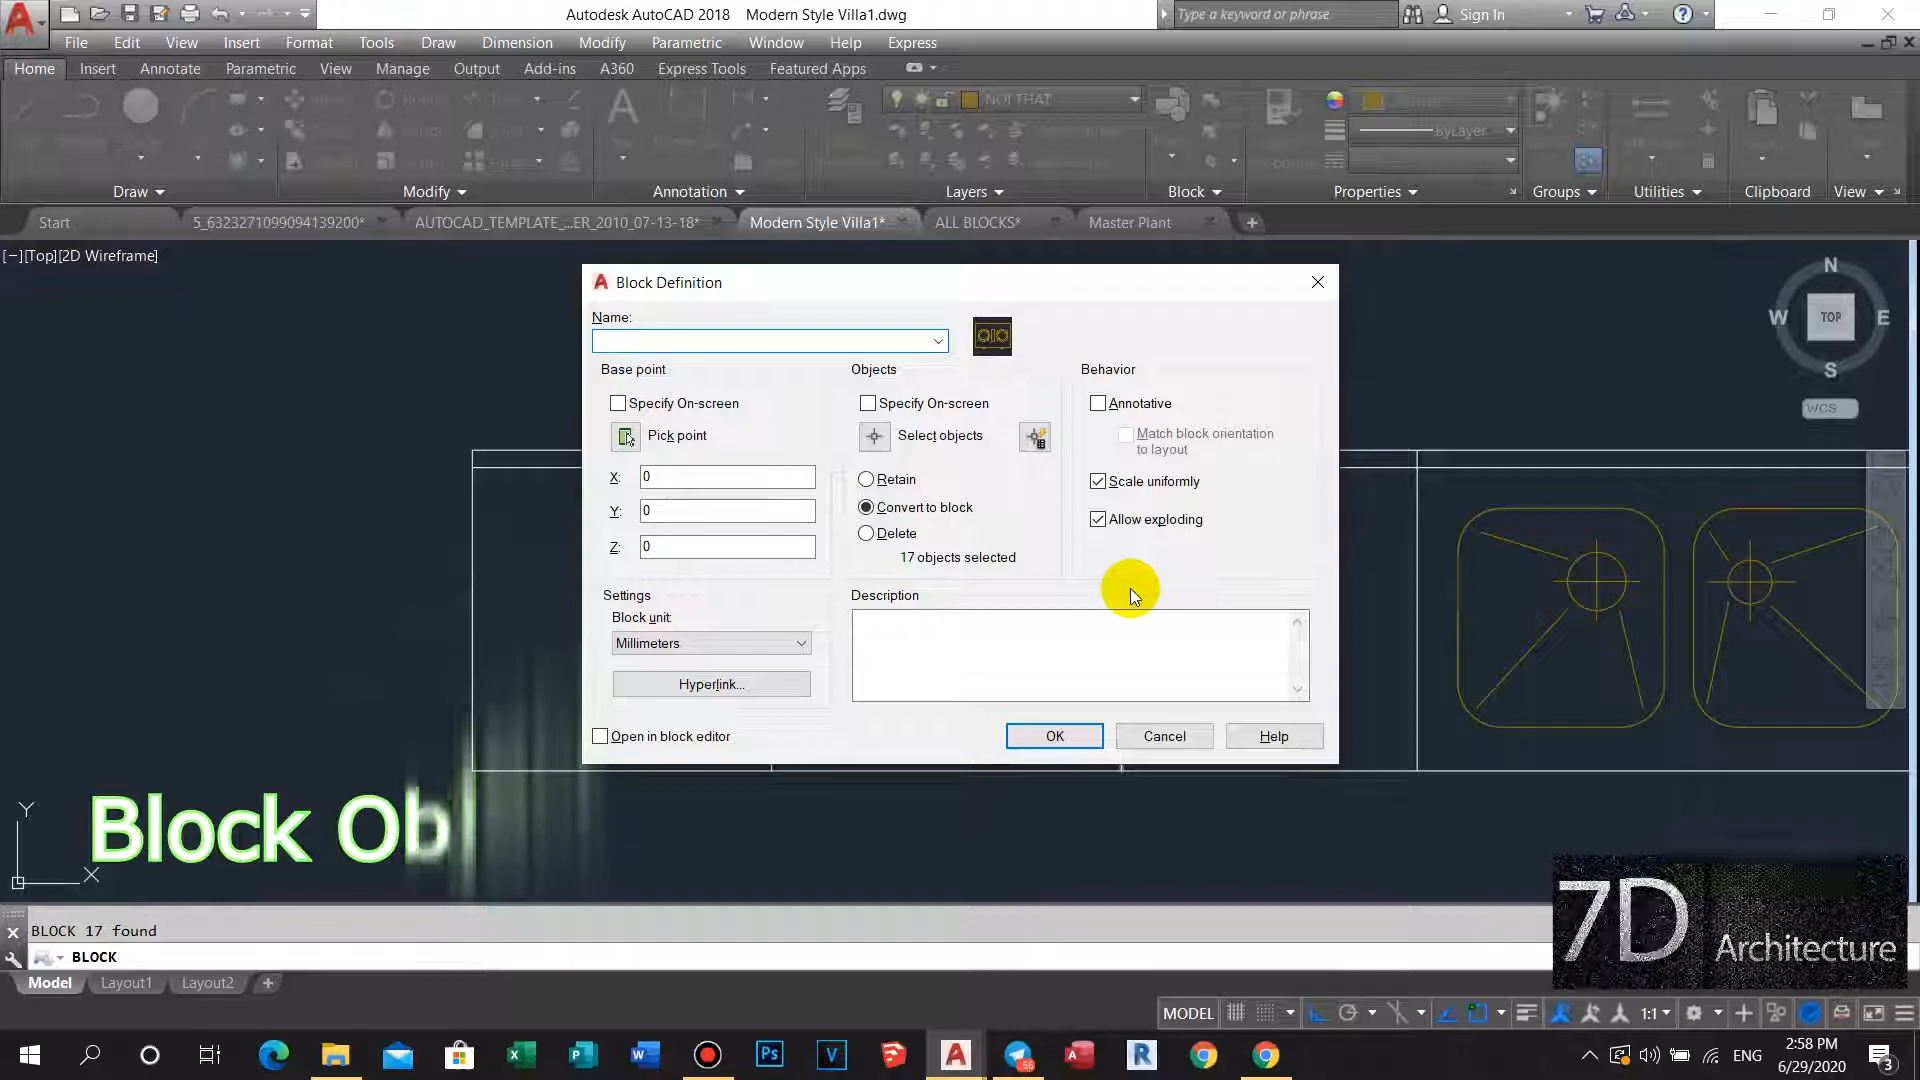 Autodesk AutoCAD 2018 Modern Style Villa1.dwg
Type a keyword or phrase
Sign In
File Edit View Insert Format Tools Draw Dimension Modify Parametric Window Help Express
Home Insert Annotate Parametric View Manage Output Add-ins A360 Express Tools Featured Apps
NOI THAT
ByLayer
Draw Modify Annotation Layers Block Properties Groups Utilities Clipboard View
Start 5_6323271099094139200* AUTOCAD_TEMPLATE_...ER_2010_07-13-18* Modern Style Villa1* ALL BLOCKS* Master Plant
[−][Top][2D Wireframe]
N
W TOP E
S
WCS
Block Definition
Name:
Base point
Specify On-screen
Pick point
X: 0
Y: 0
Z: 0
Objects
Specify On-screen
Select objects
Retain
Convert to block
Delete
17 objects selected
Behavior
Annotative
Match block orientation
to layout
Scale uniformly
Allow exploding
Settings
Block unit:
Millimeters
Hyperlink...
Description
Open in block editor
OK Cancel Help
Block Ob
Y
X
7D Architecture
BLOCK 17 found
BLOCK
Model Layout1 Layout2
MODEL 1:1
56
ENG
2:58 PM
6/29/2020
3